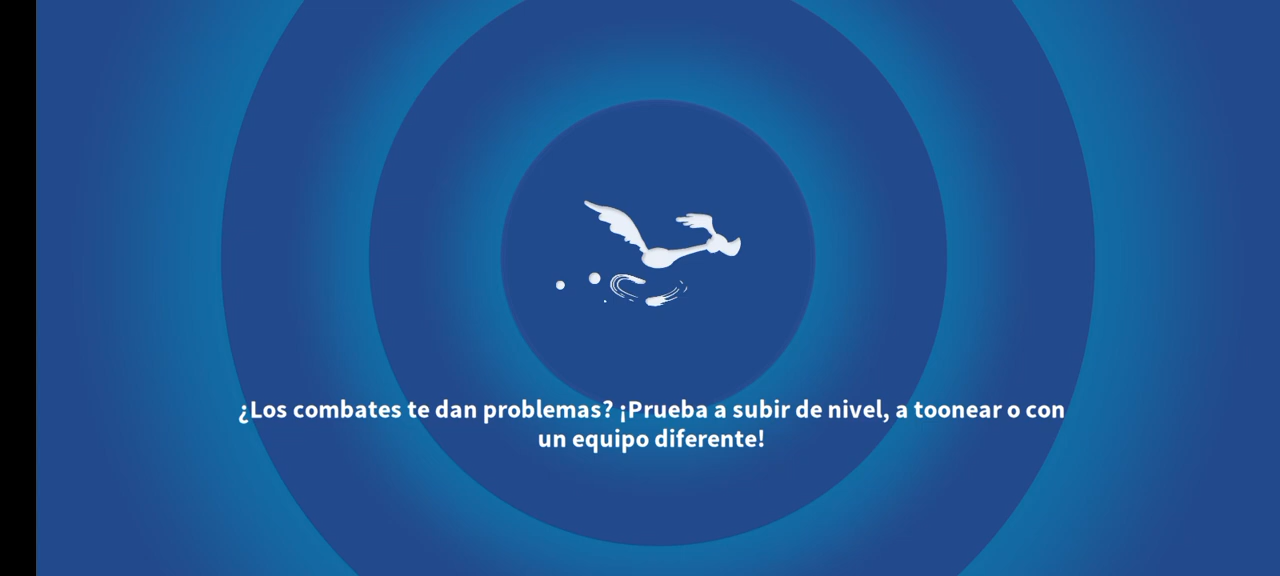 ¿Los combates te dan problemas? ¡Prueba a subir de nivel, a toonear o con
un equipo diferente!